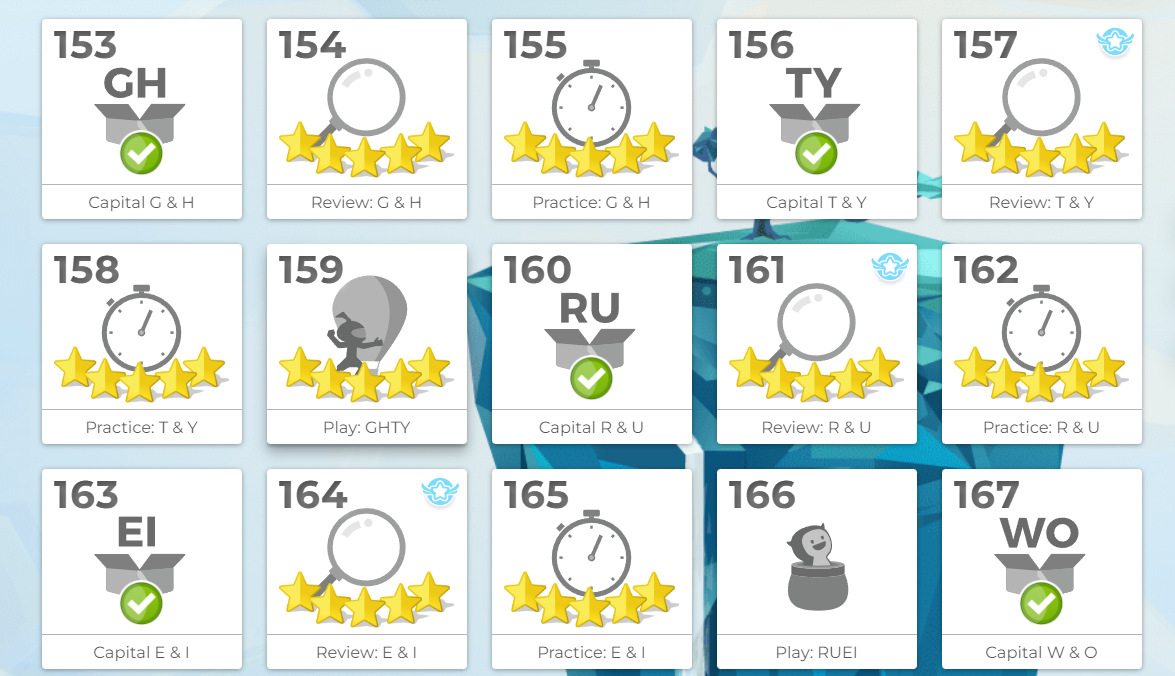 153
GH
Capital G & H
154
Review: G & H
155
Practice: G & H
156
TY
Capital T & Y
157
Review: T & Y
158
Practice: T & Y
159
Play: GHTY
160
RU
Capital R & U
161
Review: R & U
162
Practice: R & U
163
EI
Capital E & I
164
Review: E & I
165
Practice: E & I
166
Play: RUEI
167
WO
Capital W & O